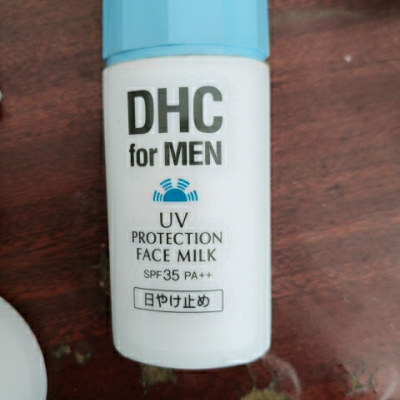 DHC
for MEN
UV
PROTECTION
FACE MILK
SPF35 PA++
日やけ止め